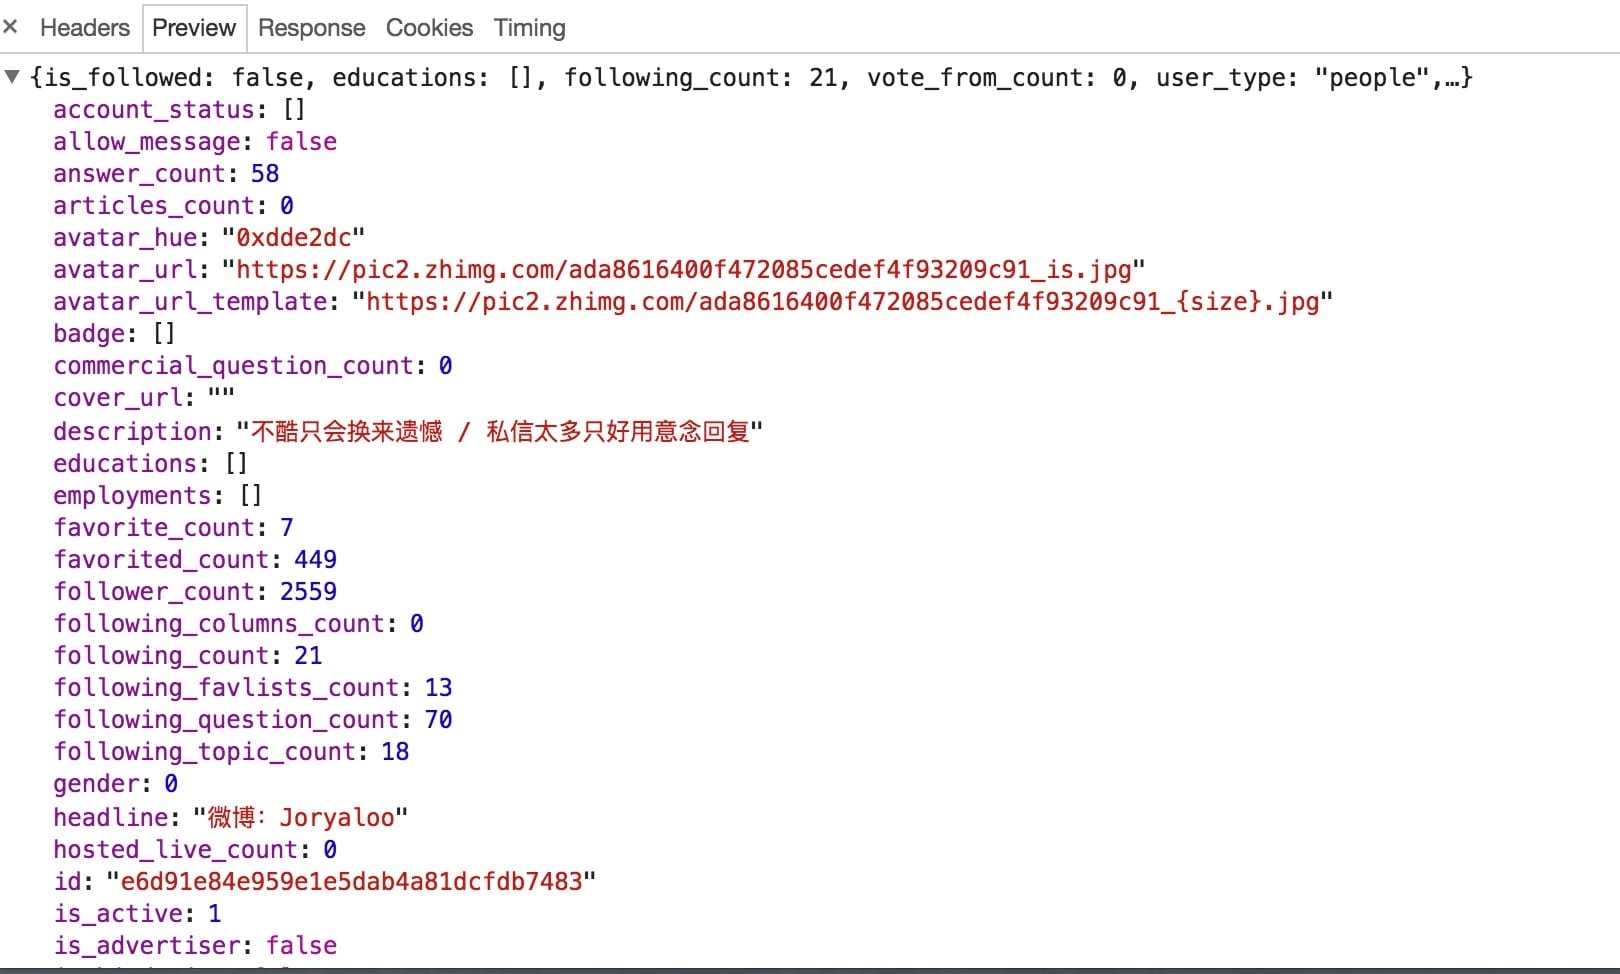 × Headers Preview Response Cookies Timing
▼ {is_followed: false, educations: [], following_count: 21, vote_from_count: 0, user_type: "people",…}
account_status: []
allow_message: false
answer_count: 58
articles_count: 0
avatar_hue: "0xdde2dc"
avatar_url: "https://pic2.zhimg.com/ada8616400f472085cedef4f93209c91_is.jpg"
avatar_url_template: "https://pic2.zhimg.com/ada8616400f472085cedef4f93209c91_{size}.jpg"
badge: []
commercial_question_count: 0
cover_url: ""
description: "不酷只会换来遗憾 / 私信太多只好用意念回复"
educations: []
employments: []
favorite_count: 7
favorited_count: 449
follower_count: 2559
following_columns_count: 0
following_count: 21
following_favlists_count: 13
following_question_count: 70
following_topic_count: 18
gender: 0
headline: "微博：Joryaloo"
hosted_live_count: 0
id: "e6d91e84e959e1e5dab4a81dcfdb7483"
is_active: 1
is_advertiser: false